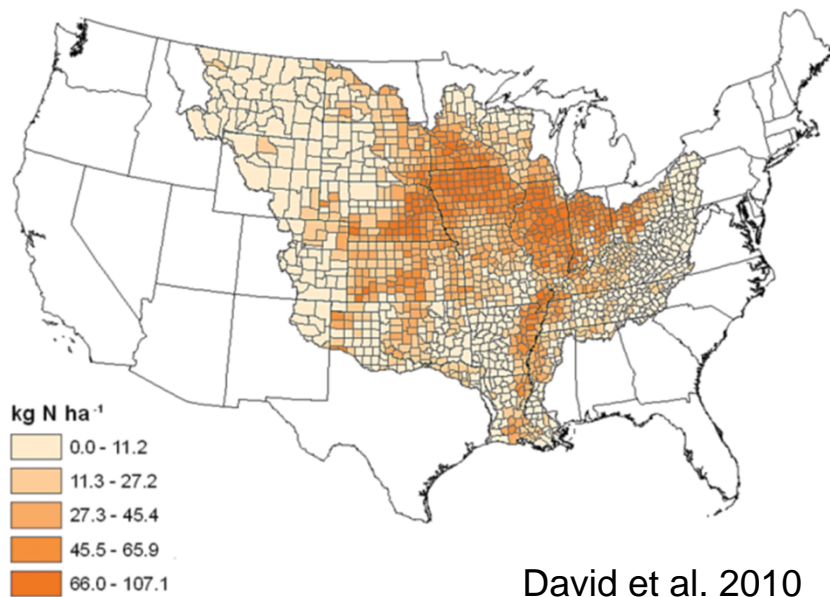 kg N ha⁻¹
0.0 - 11.2
11.3 - 27.2
27.3 - 45.4
45.5 - 65.9
66.0 - 107.1
David et al. 2010